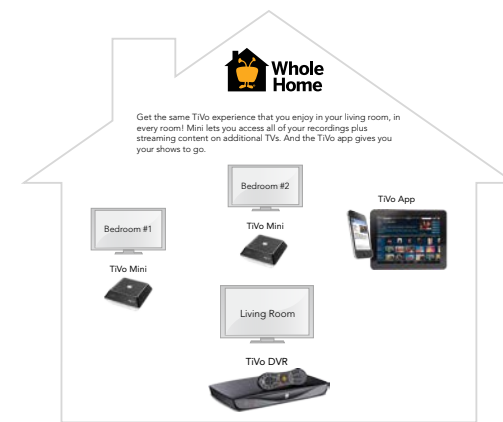 Whole
Home
Get the same TiVo experience that you enjoy in your living room, in
every room! Mini lets you access all of your recordings plus
streaming content on additional TVs. And the TiVo app gives you
your shows to go.
Bedroom #2
TiVo App
Bedroom #1
TiVo Mini
TiVo Mini
Living Room
TiVo DVR